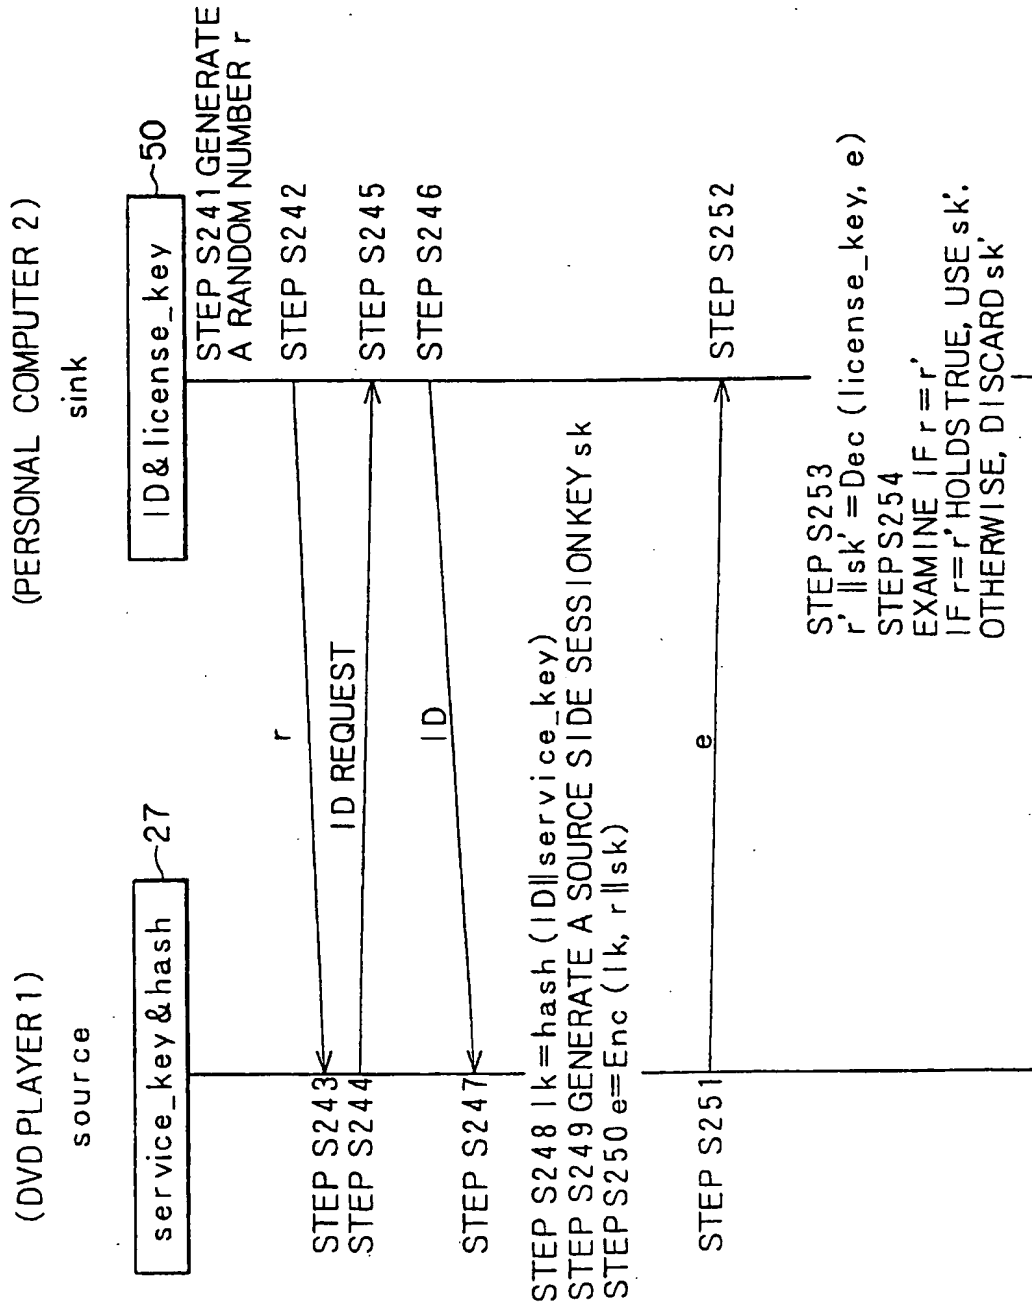 (DVD PLAYER 1)
source
service_key&hash
27
(PERSONAL COMPUTER 2)
sink
ID&license_key
50
STEP S241 GENERATE
A RANDOM NUMBER r
STEP S242
r
STEP S243
STEP S244
ID REQUEST
STEP S245
STEP S246
ID
STEP S247
STEP S248 lk=hash (ID||service_key)
STEP S249 GENERATE A SOURCE SIDE SESSION KEY sk
STEP S250 e=Enc (lk, r||sk)
STEP S251
e
STEP S252
STEP S253
r' ||sk' =Dec (license_key, e)
STEP S254
EXAMINE IF r=r'
IF r=r' HOLDS TRUE, USE sk'.
OTHERWISE, DISCARD sk'